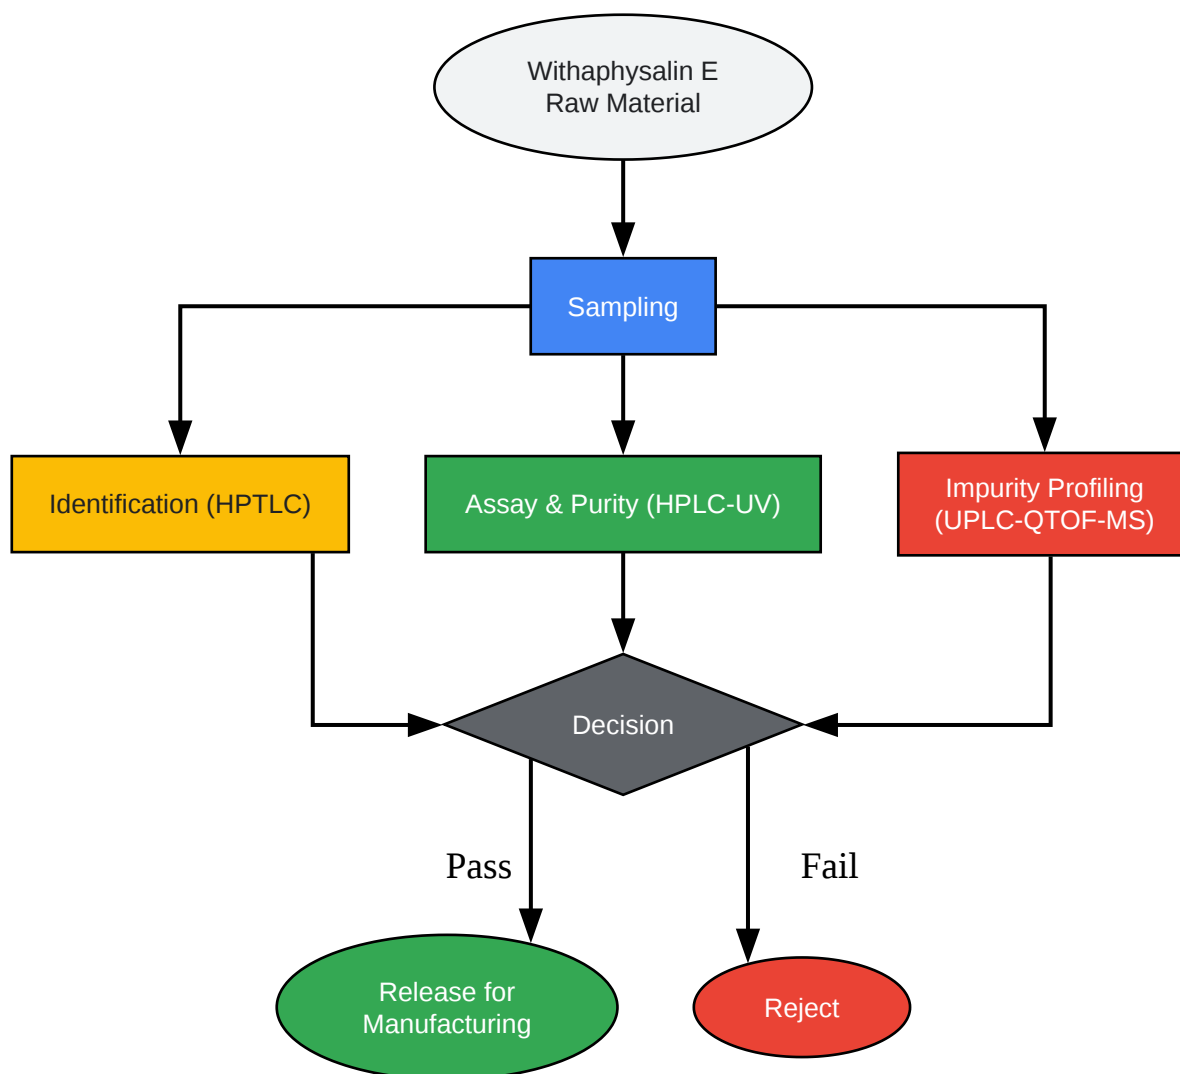 Withaphysalin E
Raw Material
Sampling
Identification (HPTLC)
Assay & Purity (HPLC-UV)
Impurity Profiling
(UPLC-QTOF-MS)
Decision
Pass
Fail
Release for
Manufacturing
Reject